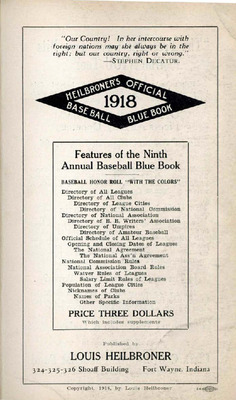 "Our Country! In her intercourse with
foreign nations may she always be in the
right; but our country, right or wrong."
—STEPHEN DECATUR.
HEILBRONER'S OFFICIAL
1918
BASEBALL BLUE BOOK
Features of the Ninth
Annual Baseball Blue Book
BASEBALL HONOR ROLL "WITH THE COLORS"
Directory of All Leagues
Directory of All Clubs
Directory of League Cities
Directory of National Commission
Directory of National Association
Directory of B. B. Writers' Association
Directory of Umpires
Directory of Amateur Baseball
Official Schedule of All Leagues
Opening and Closing Dates of Leagues
The National Agreement
The National Ass'n Agreement
National Commission Rules
National Association Board Rules
Waiver Rules of Leagues
Salary Limit Rules of Leagues
Population of League Cities
Nicknames of Clubs
Names of Parks
Other Specific Information
PRICE THREE DOLLARS
Which includes supplements
Published by
LOUIS HEILBRONER
324-325-326 Shoaff Building Fort Wayne, Indiana
Copyright, 1918, by Louis Heilbroner